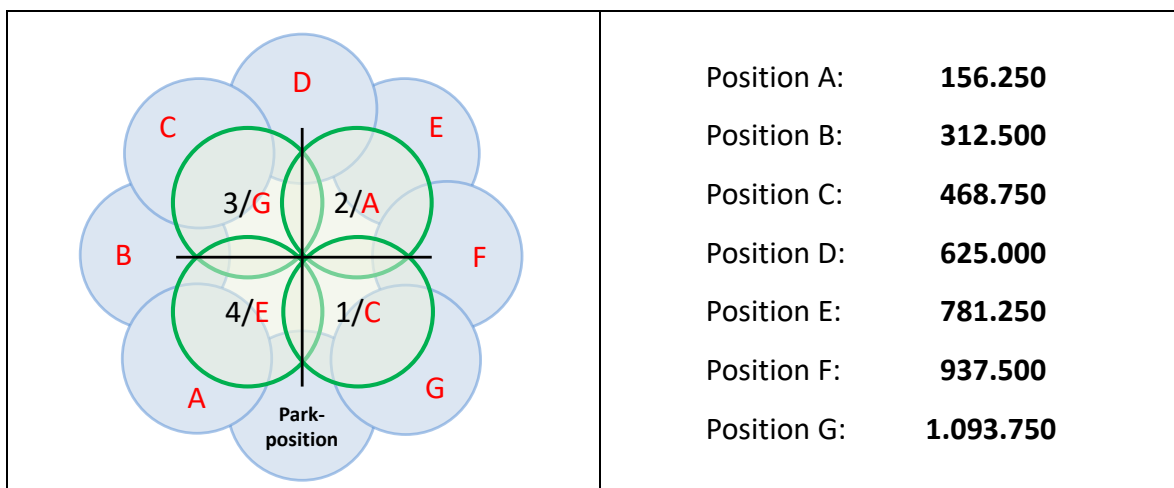 D
C
E
3/G
2/A
B
F
4/E
1/C
A
G
Park-
position
Position A: 156.250
Position B: 312.500
Position C: 468.750
Position D: 625.000
Position E: 781.250
Position F: 937.500
Position G: 1.093.750